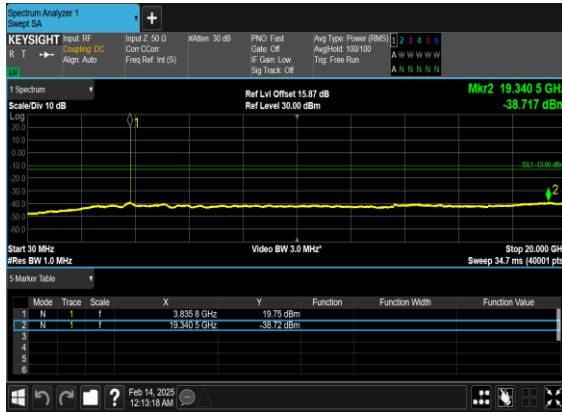 Spectrum Analyzer 1
Swept SA
+
KEYSIGHT Input: RF Input Z: 50 Ω #Atten: 30 dB PNO: Fast Avg Type: Power (RMS) 1 2 3 4 5 6
R T Coupling: DC Corr CCorr Gate: Off Avg|Hold: 100/100 A W W W W W
Align: Auto Freq Ref: Int (S) IF Gain: Low Trig: Free Run
Sig Track: Off A N N N N N
1 Spectrum Ref Lvl Offset 15.87 dB Mkr2 19.340 5 GHz
Scale/Div 10 dB Ref Level 30.00 dBm -38.717 dBm
Log
20.0 1
10.0
0.00
-10.0 DL1 -13.00 dBm
-20.0
-30.0 2
-40.0
-50.0
-60.0
Start 30 MHz Video BW 3.0 MHz* Stop 20.000 GHz
#Res BW 1.0 MHz Sweep 34.7 ms (40001 pts)
5 Marker Table
Mode Trace Scale X Y Function Function Width Function Value
1 N 1 f 3.835 8 GHz 19.75 dBm
2 N 1 f 19.340 5 GHz -38.72 dBm
3
4
5
6
? Feb 14, 2025
12:13:18 AM